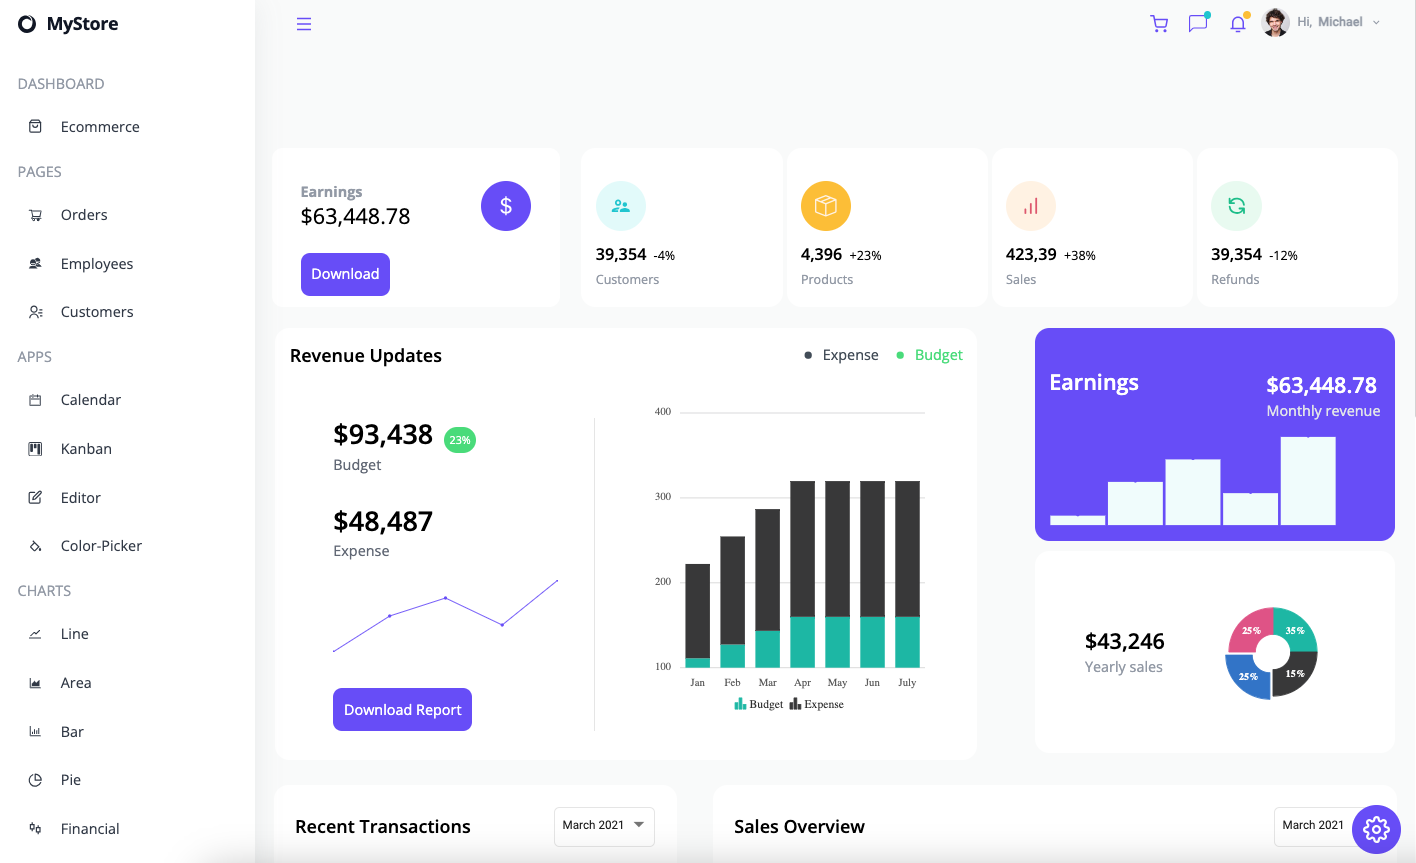 MyStore
Hi, Michael
DASHBOARD
Ecommerce
PAGES
Orders
Employees
Customers
APPS
Calendar
Kanban
Editor
Color-Picker
CHARTS
Line
Area
Bar
Pie
Financial
Earnings
$63,448.78
$
Download
39,354 -4%
Customers
4,396 +23%
Products
423,39 +38%
Sales
39,354 -12%
Refunds
Revenue Updates
Expense
Budget
$93,438 23%
Budget
$48,487
Expense
Download Report
400
300
200
100
Jan Feb Mar Apr May Jun July
Budget Expense
Earnings
$63,448.78
Monthly revenue
$43,246
Yearly sales
25% 35%
25% 15%
Recent Transactions
March 2021
Sales Overview
March 2021